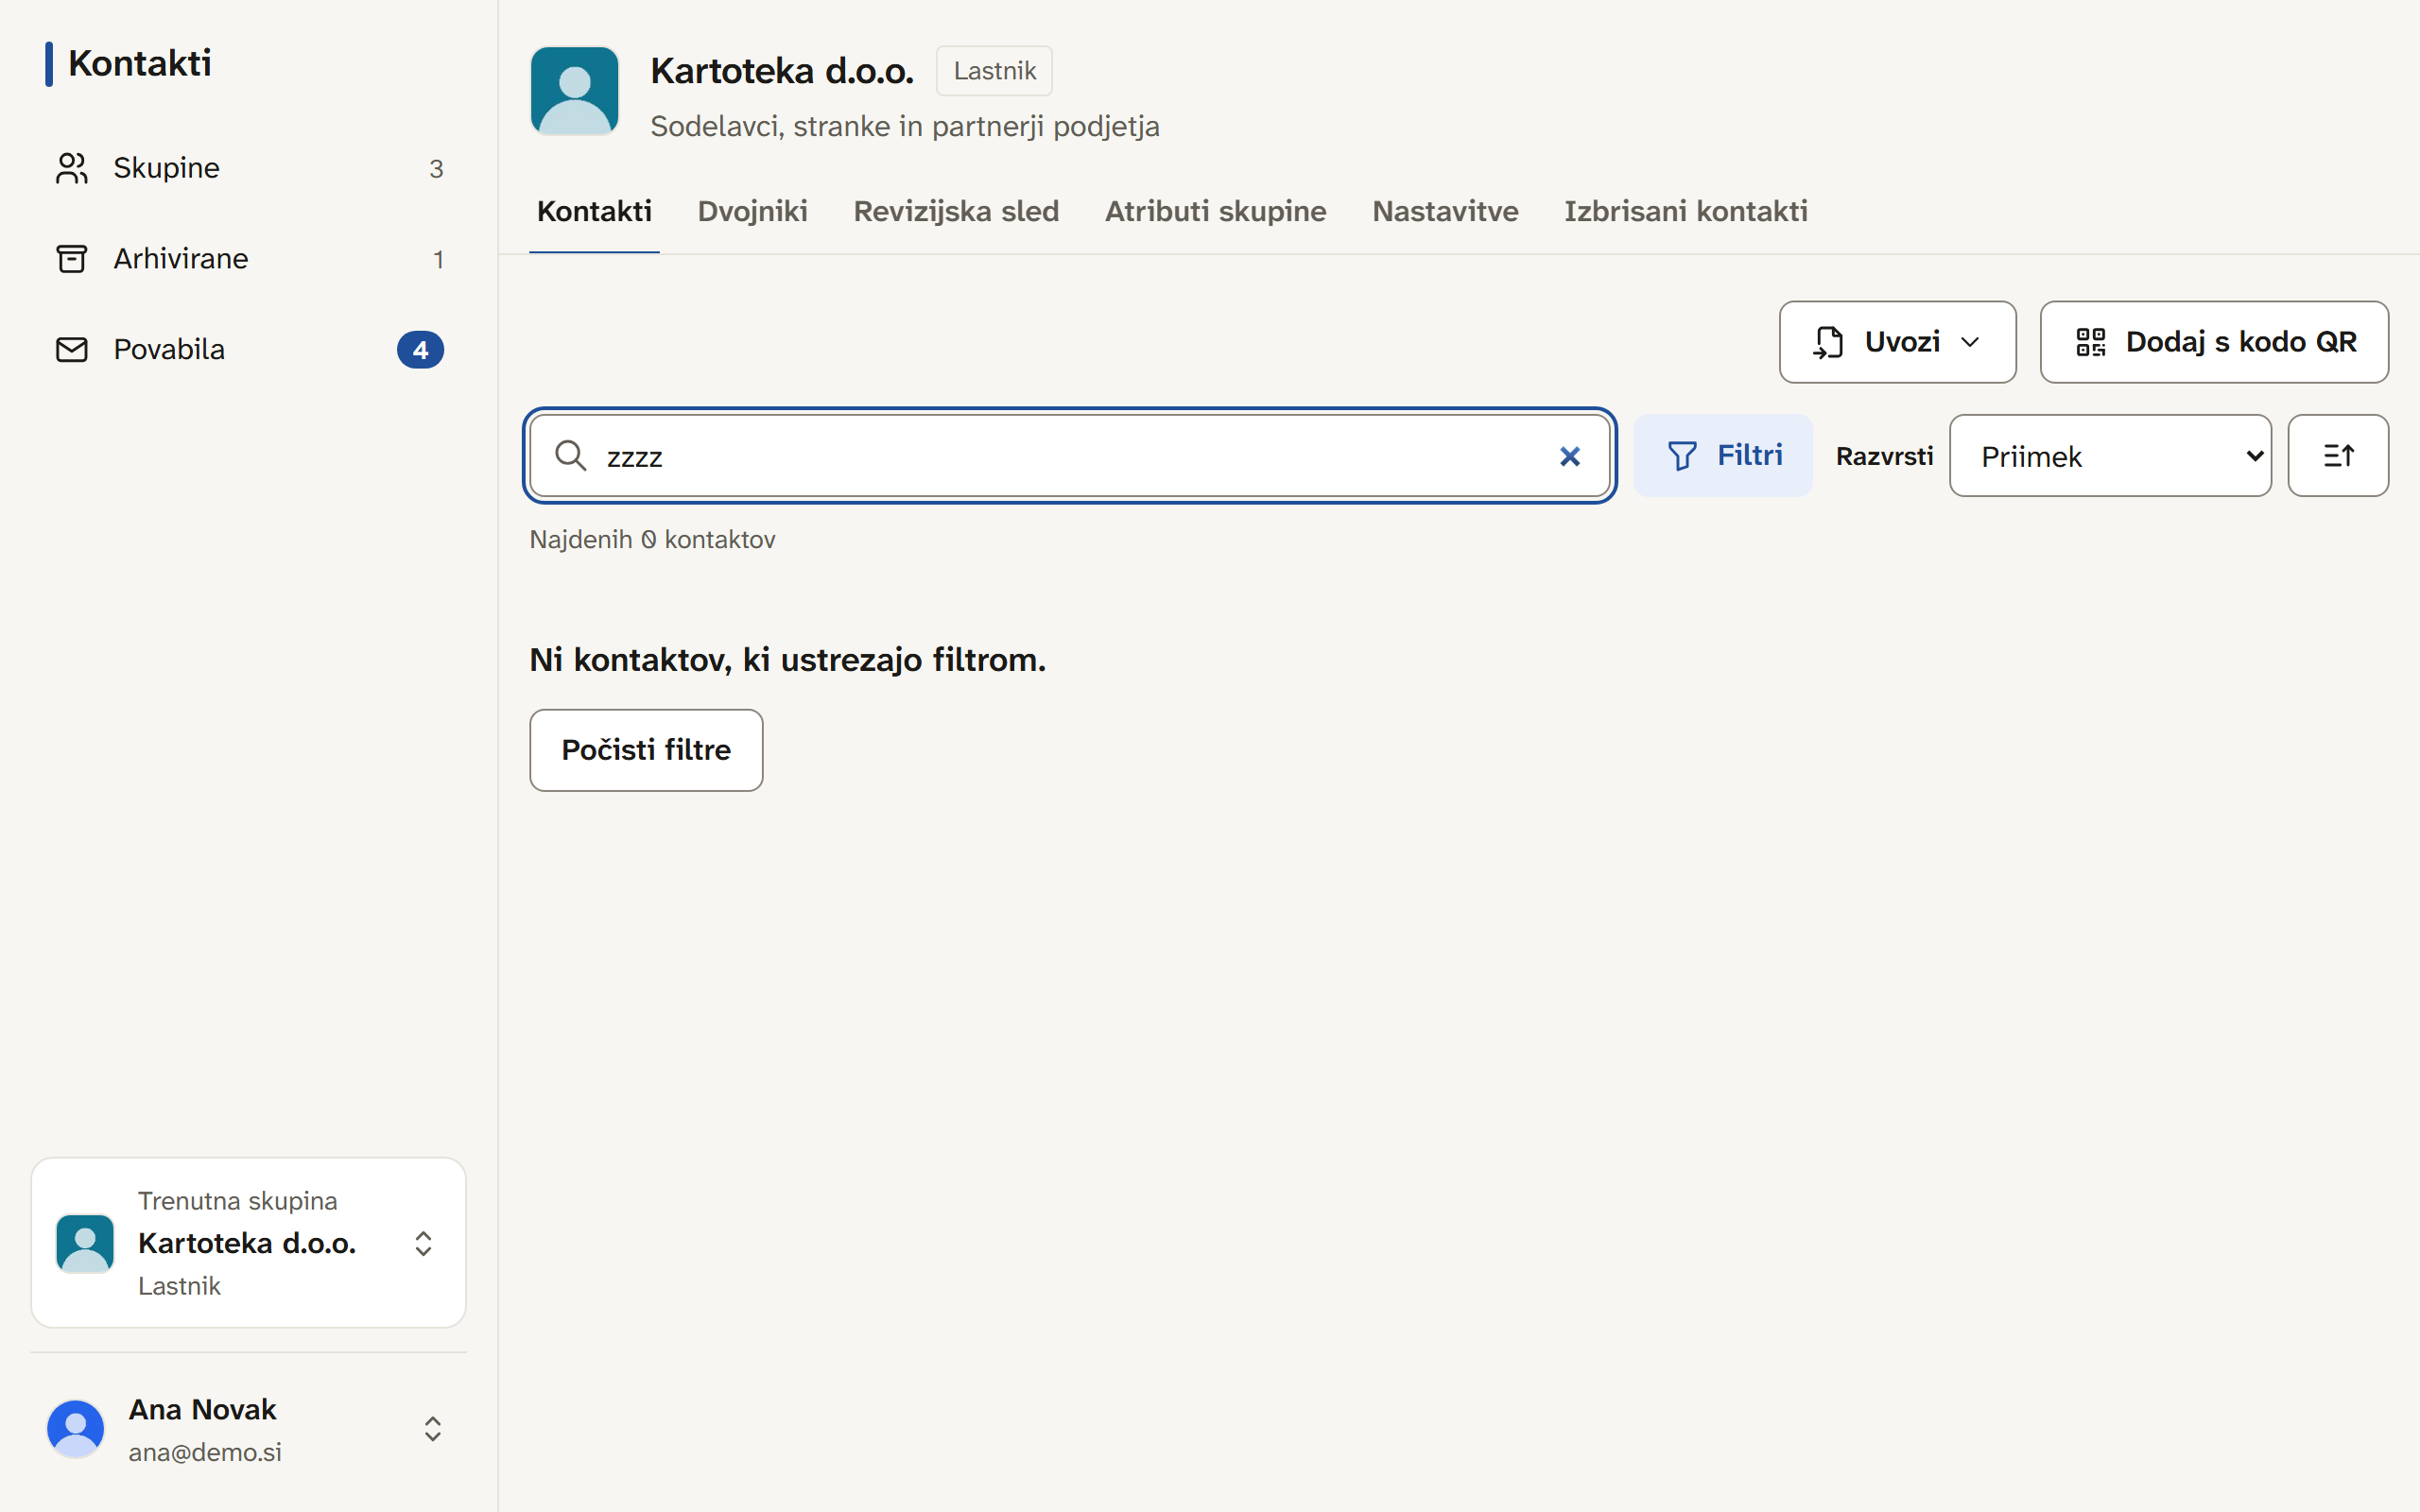 Kontakti
Skupine 3
Arhivirane 1
Povabila 4
Trenutna skupina
Kartoteka d.o.o.
Lastnik
Ana Novak
ana@demo.si
Kartoteka d.o.o. Lastnik
Sodelavci, stranke in partnerji podjetja
Kontakti Dvojniki Revizijska sled Atributi skupine Nastavitve Izbrisani kontakti
Uvozi Dodaj s kodo QR
zzzz Filtri Razvrsti Priimek
Najdenih 0 kontaktov
Ni kontaktov, ki ustrezajo filtrom.
Počisti filtre